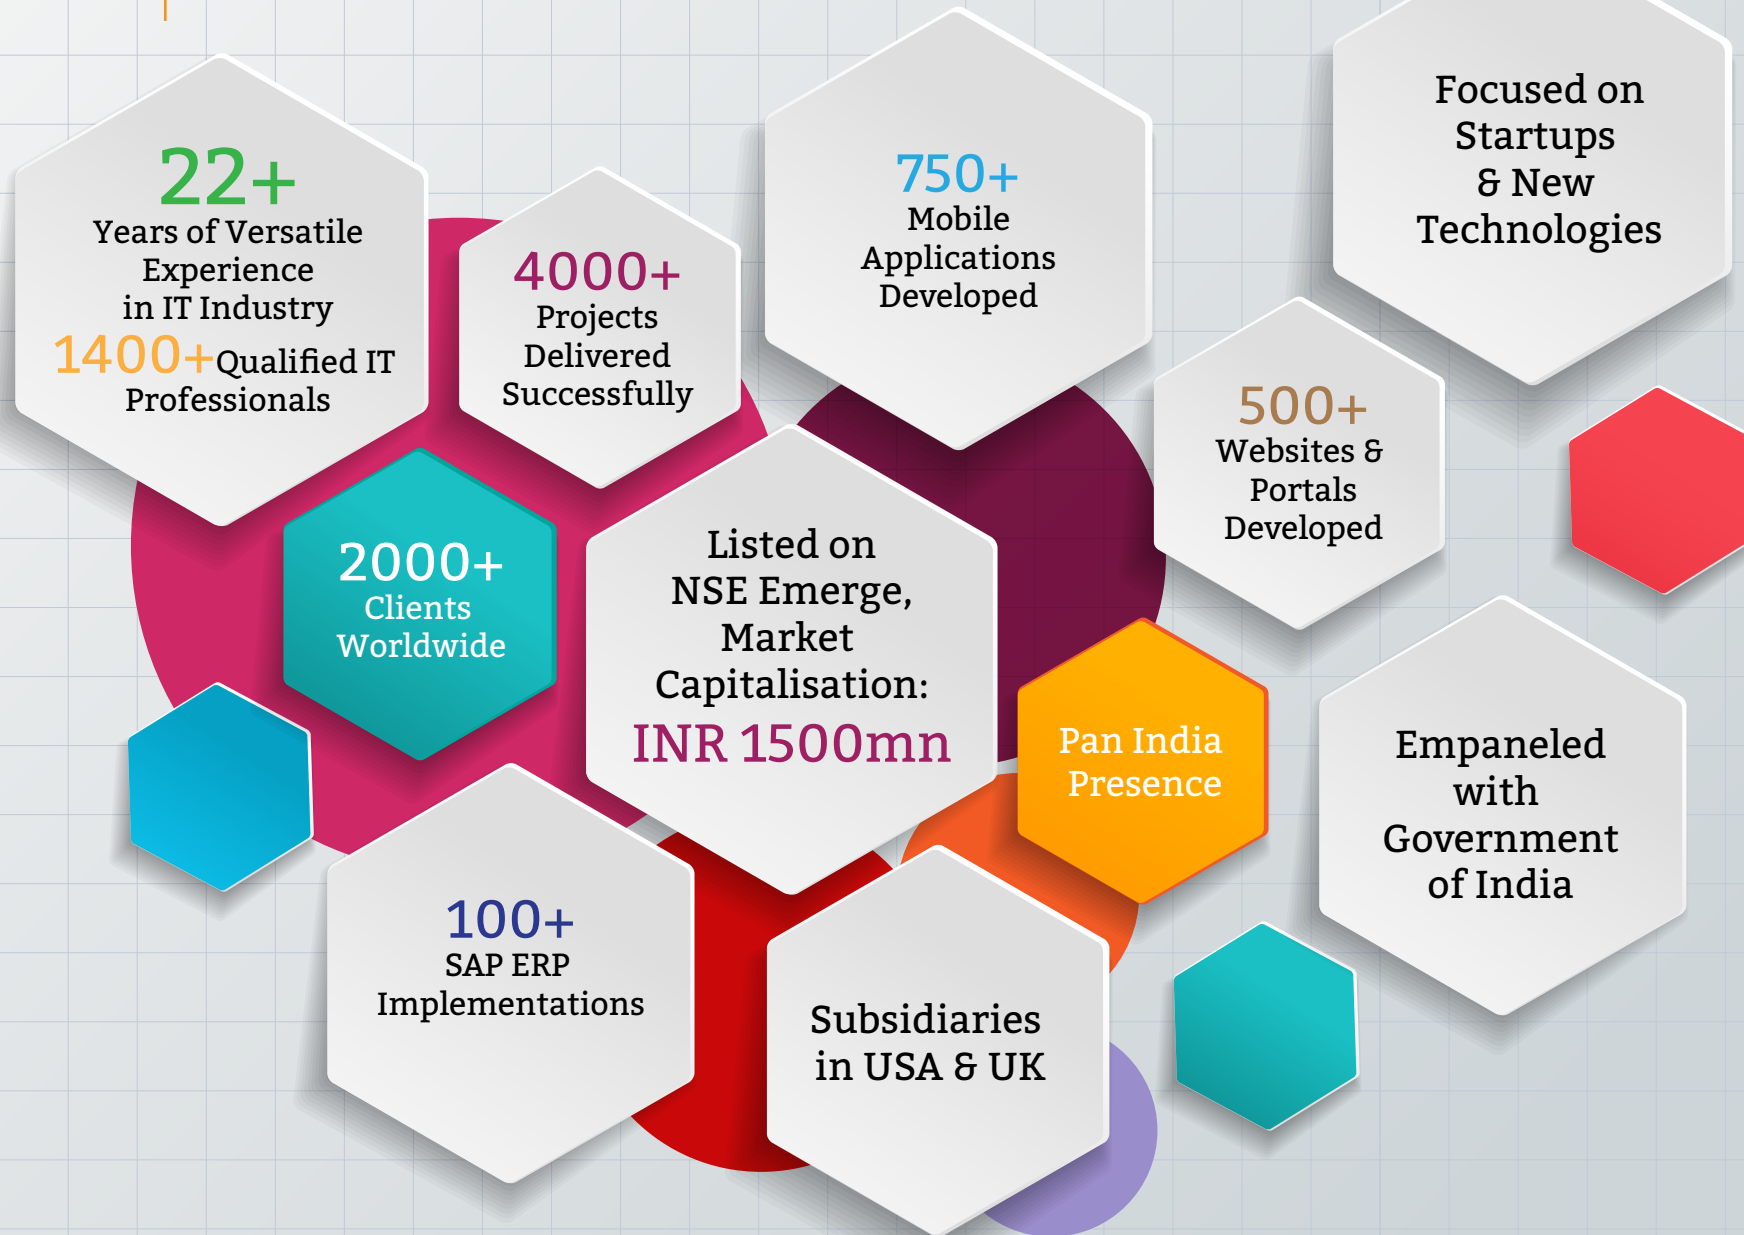 22+
Years of Versatile
Experience
in IT Industry
1400+Qualified IT
Professionals
4000+
Projects
Delivered
Successfully
750+
Mobile
Applications
Developed
Focused on
Startups
& New
Technologies
500+
Websites &
Portals
Developed
2000+
Clients
Worldwide
Listed on
NSE Emerge,
Market
Capitalisation:
INR 1500mn
Pan India
Presence
Empaneled
with
Government
of India
100+
SAP ERP
Implementations
Subsidiaries
in USA & UK